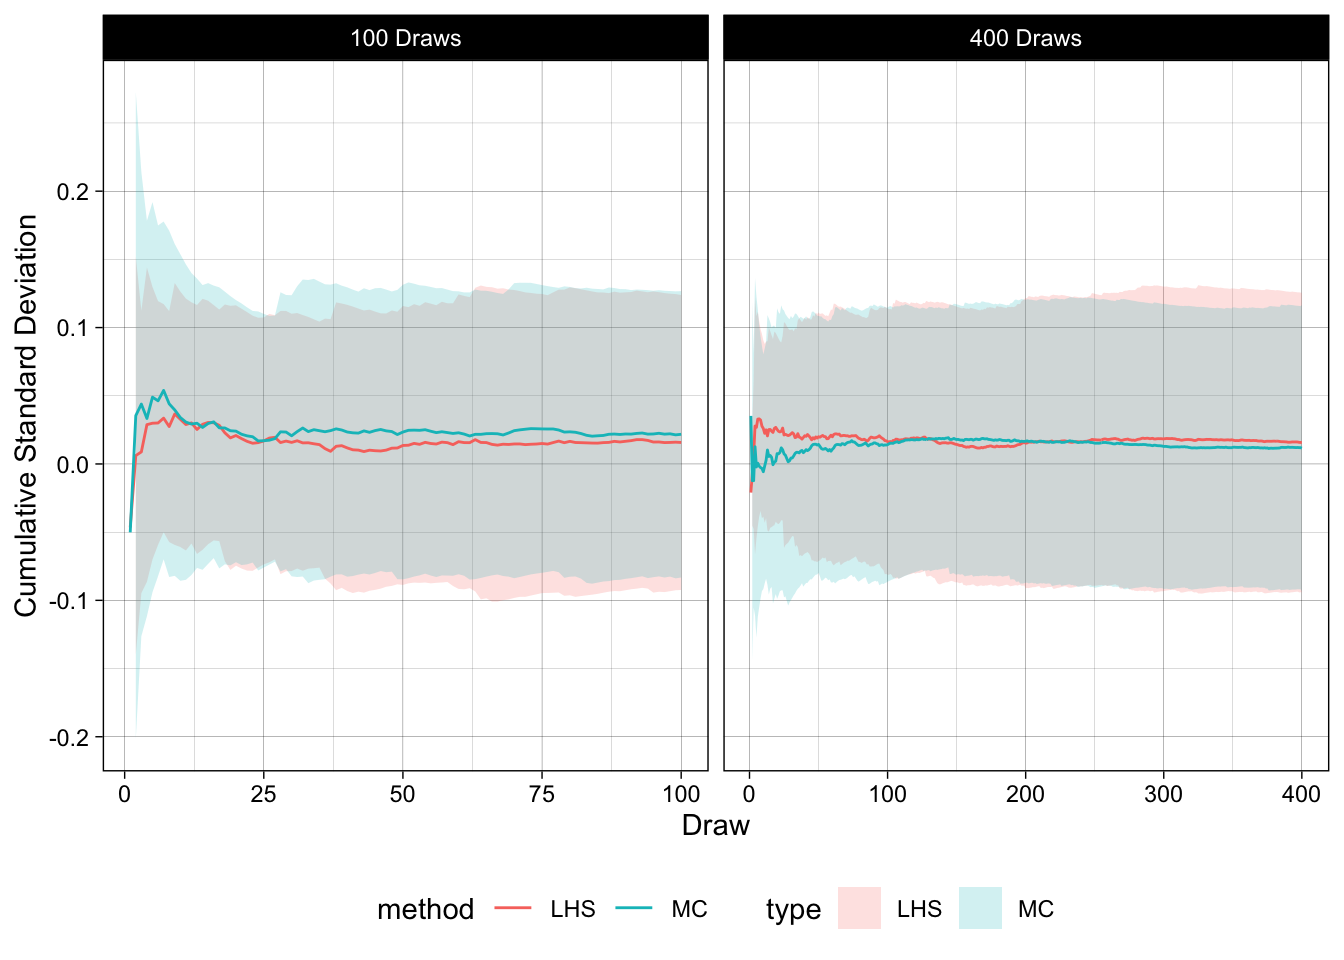 100 Draws
400 Draws
Cumulative Standard Deviation
0.2
0.1
0.0
-0.1
-0.2
0 25 50 75 100
0 100 200 300 400
Draw
method LHS MC type LHS MC